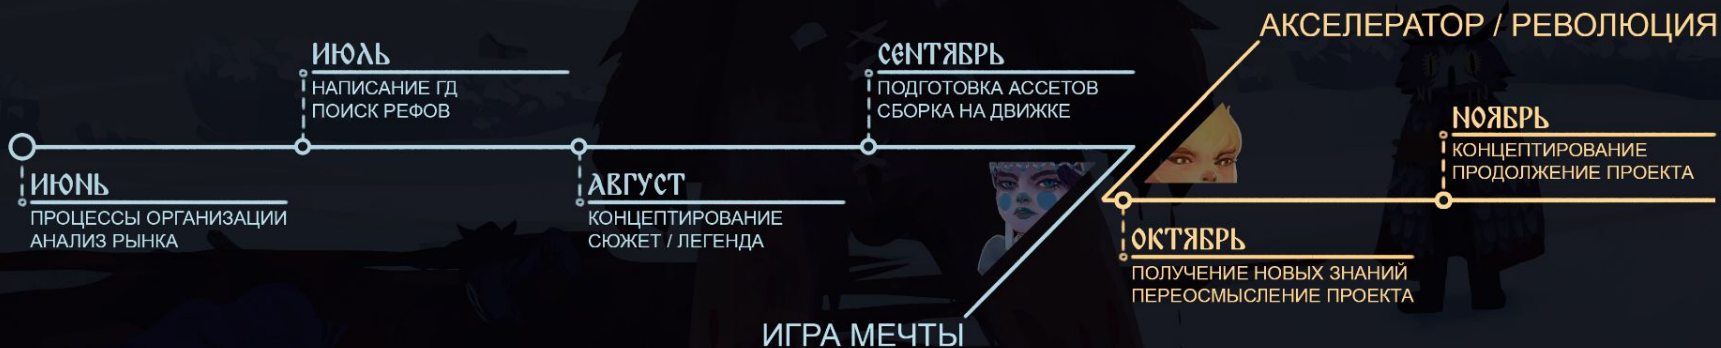 ИЮНЬ
ПРОЦЕССЫ ОРГАНИЗАЦИИ
АНАЛИЗ РЫНКА
ИЮЛЬ
НАПИСАНИЕ ГД
ПОИСК РЕФОВ
АВГУСТ
КОНЦЕПТИРОВАНИЕ
СЮЖЕТ / ЛЕГЕНДА
СЕНТЯБРЬ
ПОДГОТОВКА АССЕТОВ
СБОРКА НА ДВИЖКЕ
ИГРА МЕЧТЫ
АКСЕЛЕРАТОР / РЕВОЛЮЦИЯ
ОКТЯБРЬ
ПОЛУЧЕНИЕ НОВЫХ ЗНАНИЙ
ПЕРЕОСМЫСЛЕНИЕ ПРОЕКТА
НОЯБРЬ
КОНЦЕПТИРОВАНИЕ
ПРОДОЛЖЕНИЕ ПРОЕКТА